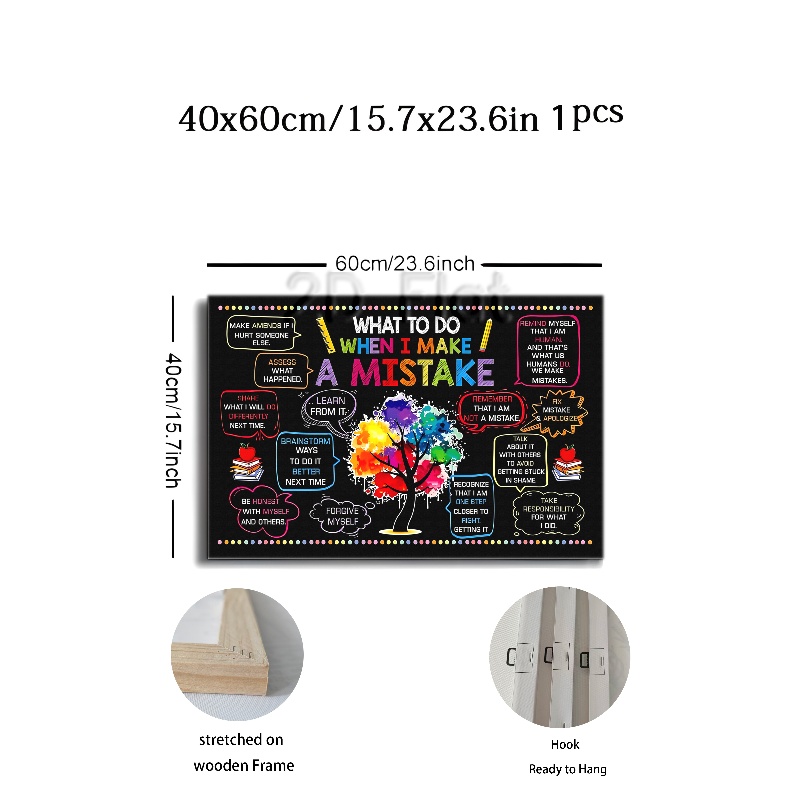 40x60cm/15.7x23.6in 1pcs
60cm/23.6inch
2D Flat
40cm/15.7inch
WHAT TO DO
WHEN I MAKE
A MISTAKE
MAKE AMENDS IF I
HURT SOMEONE
ELSE.
ASSESS
WHAT
HAPPENED.
REMIND MYSELF
THAT I AM
HUMAN.
AND THAT'S
WHAT US
HUMANS DO.
WE MAKE
MISTAKES.
SHARE
WHAT I WILL DO
DIFFERENTLY
NEXT TIME.
LEARN
FROM IT.
REMEMBER
THAT I AM
NOT A MISTAKE.
FIX
MISTAKE
& APOLOGIZE
BRAINSTORM
WAYS
TO DO IT
BETTER
NEXT TIME
TALK
ABOUT IT
WITH OTHERS
TO AVOID
GETTING STUCK
IN SHAME.
BE HONEST
WITH MYSELF
AND OTHERS.
FORGIVE
MYSELF
RECOGNIZE
THAT I AM
ONE STEP
CLOSER TO
RIGHT.
GETTING IT
TAKE
RESPONSIBILITY
FOR WHAT
I DID.
stretched on
wooden Frame
Hook
Ready to Hang